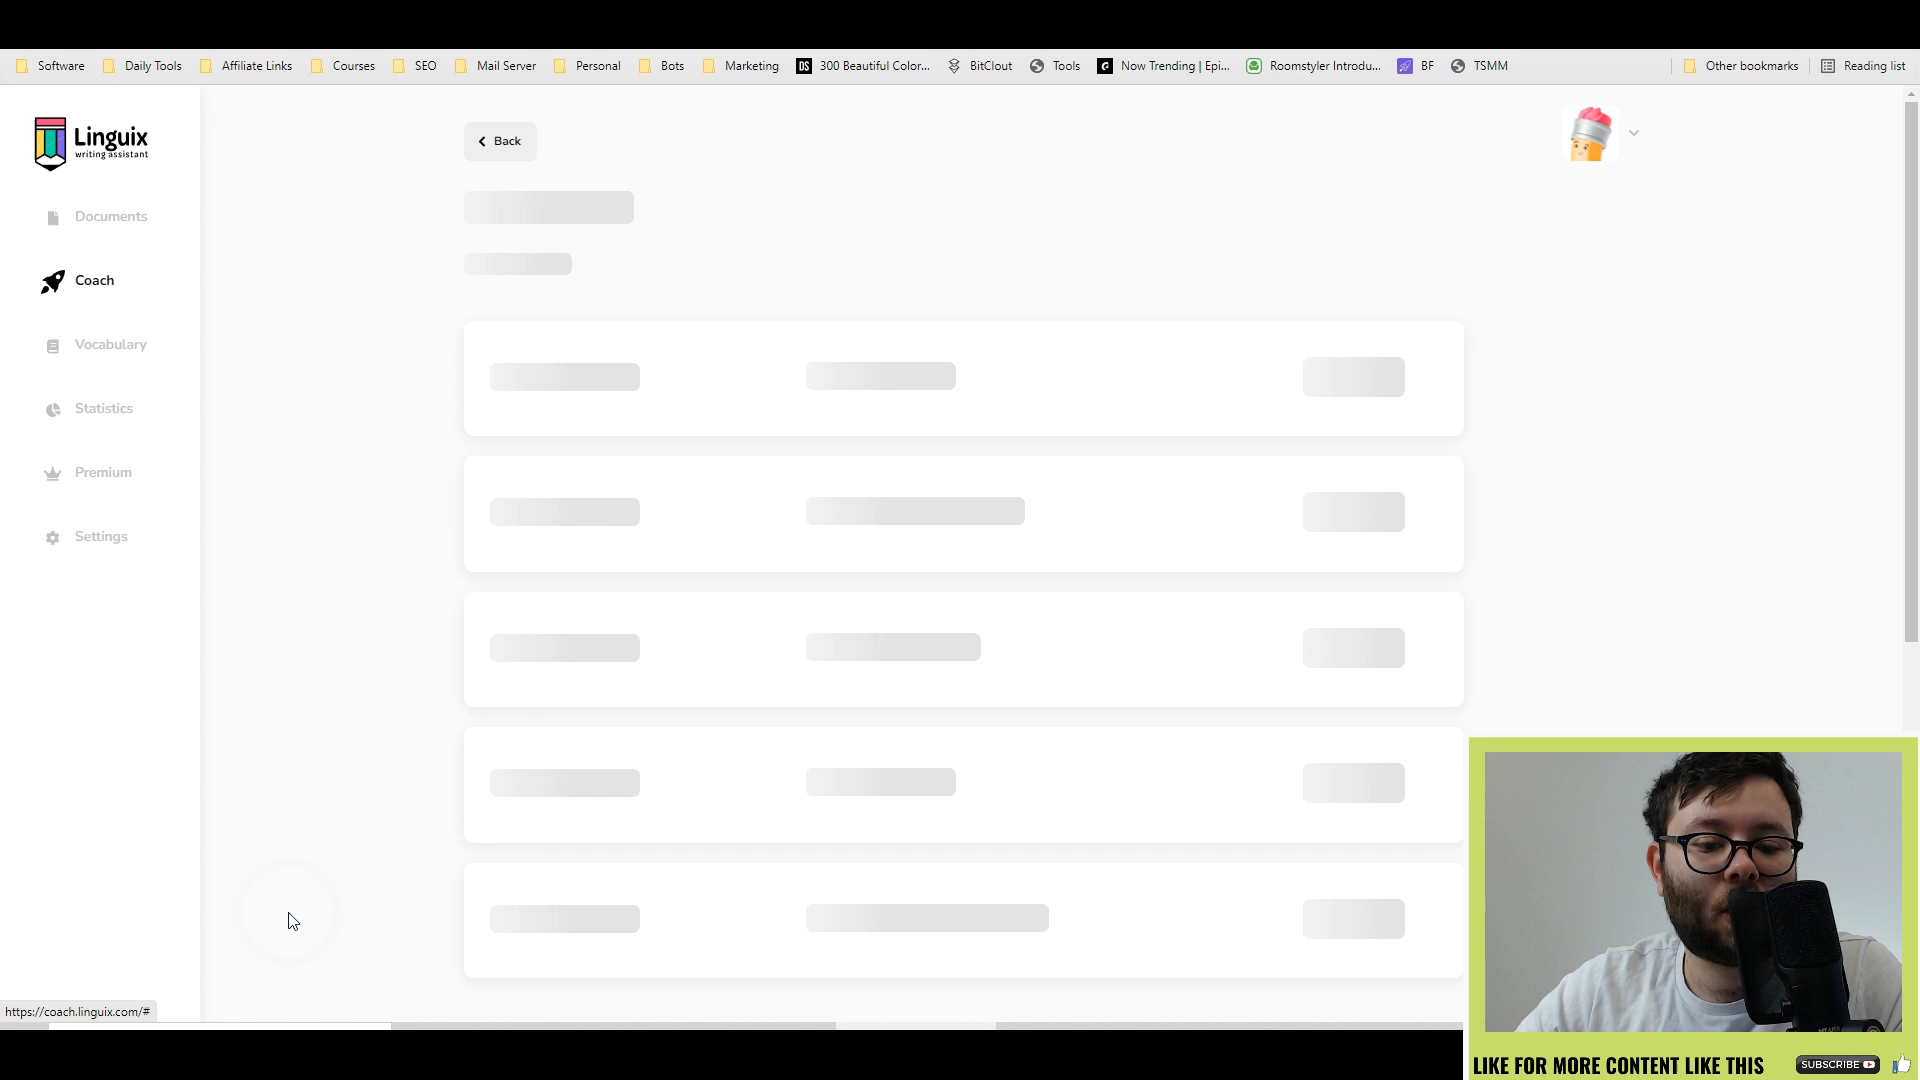 Software Daily Tools Affiliate Links Courses SEO Mail Server Personal Bots Marketing DS 300 Beautiful Color... BitClout Tools Now Trending | Epi... Roomstyler Introdu... BF TSMM Other bookmarks Reading list
Linguix
writing assistant
Back
Documents
Coach
Vocabulary
Statistics
Premium
Settings
https://coach.linguix.com/#
LIKE FOR MORE CONTENT LIKE THIS SUBSCRIBE